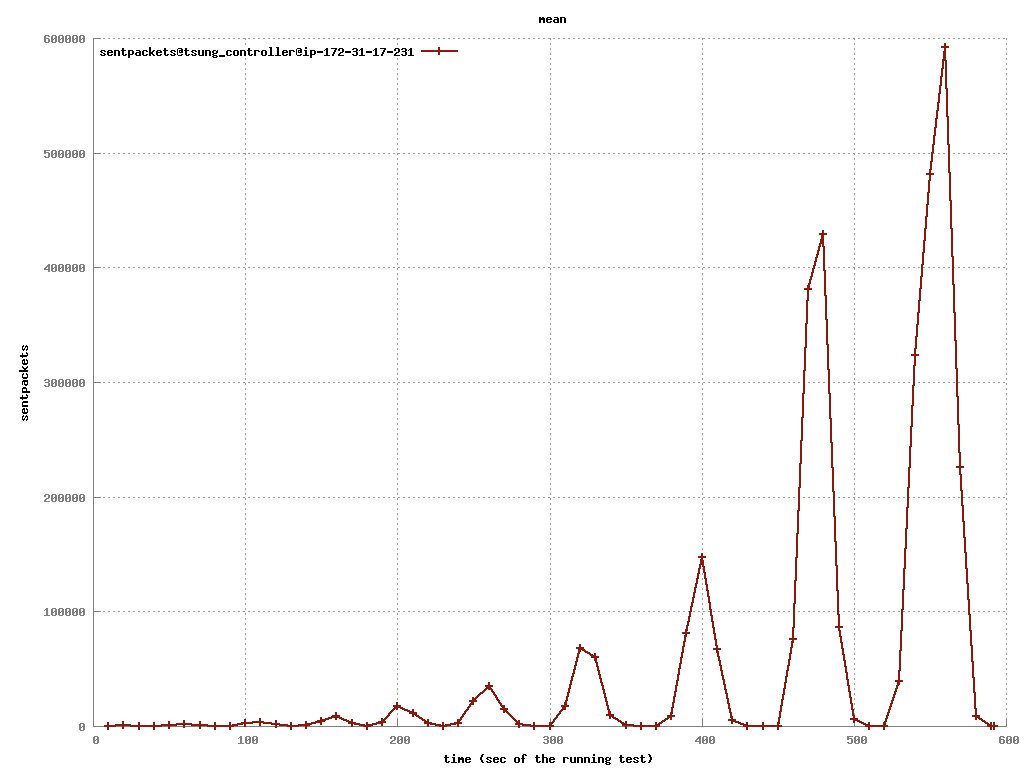 mean
sentpackets@tsung_controller@ip-172-31-17-231
600000
500000
400000
300000
200000
100000
0
sentpackets
0 100 200 300 400 500 600
time (sec of the running test)